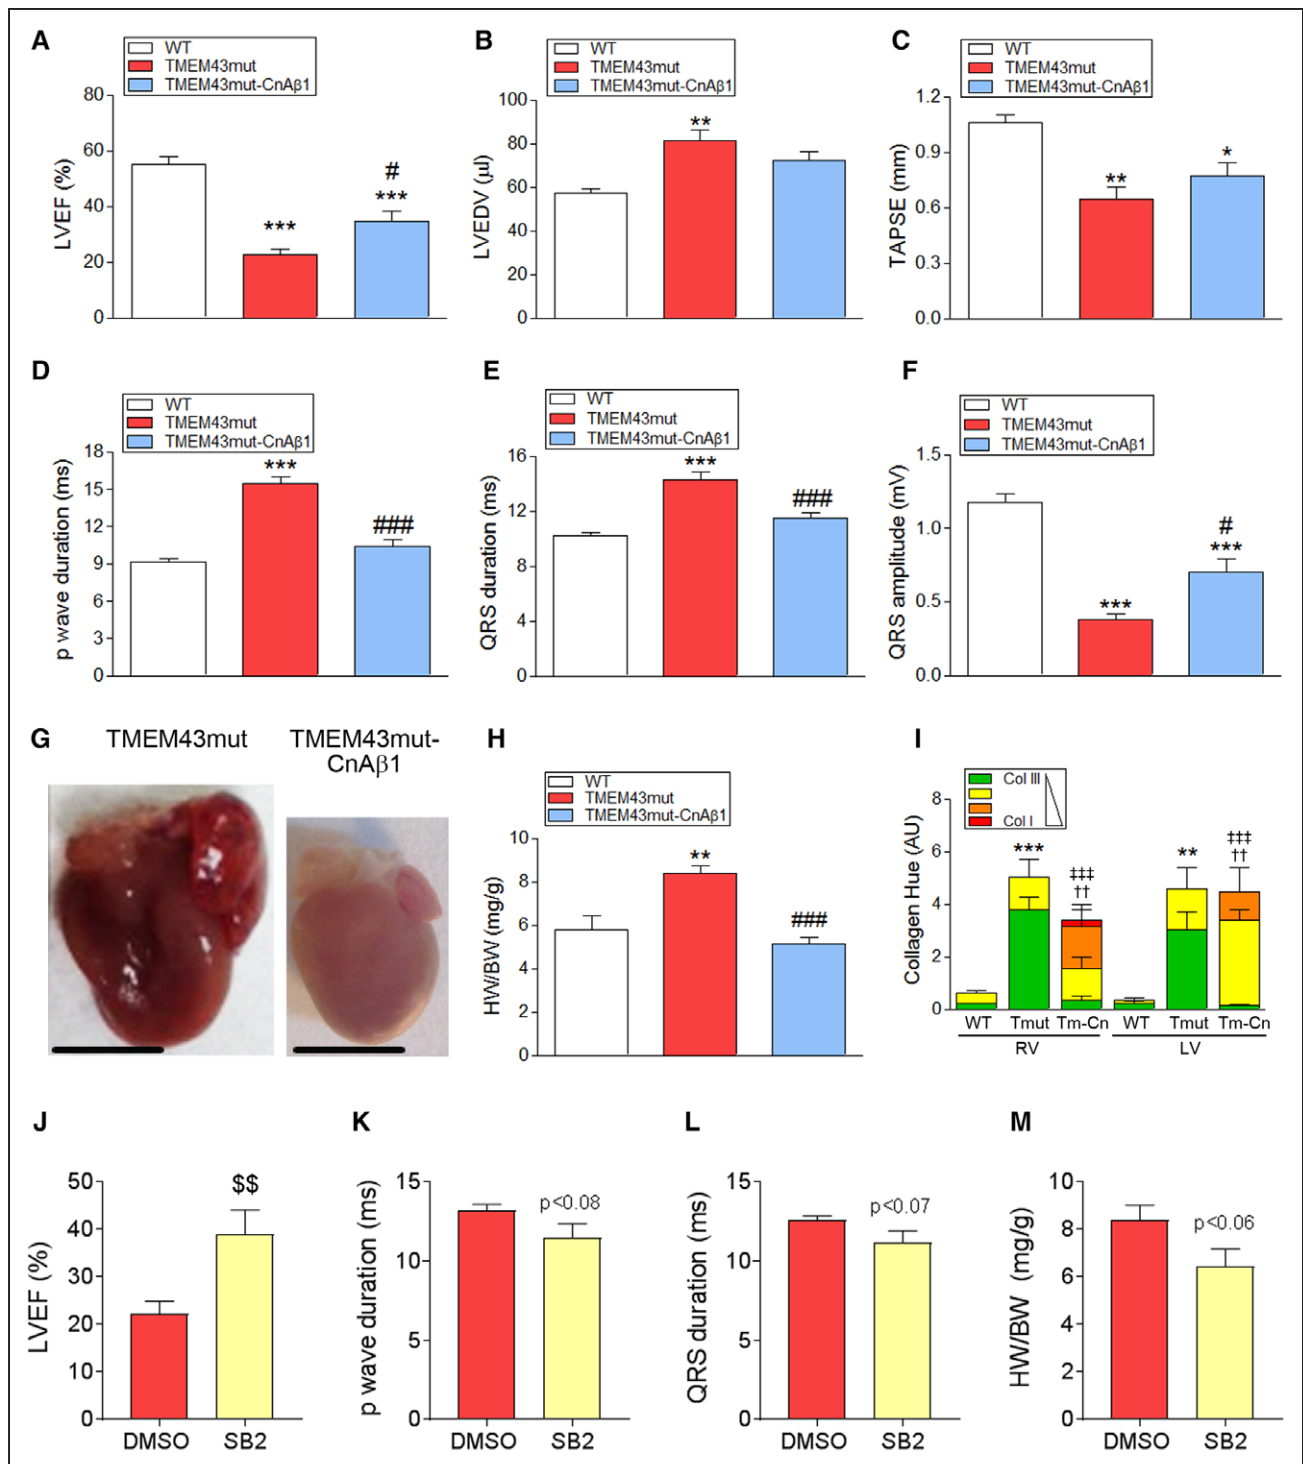 A
WT
TMEM43mut
TMEM43mut-CnAβ1
LVEF (%)
80
60
40
20
0
***
#
***
B
WT
TMEM43mut
TMEM43mut-CnAβ1
LVEDV (µl)
100
80
60
40
20
0
**
C
WT
TMEM43mut
TMEM43mut-CnAβ1
TAPSE (mm)
1.2
0.9
0.6
0.3
0.0
**
*
D
WT
TMEM43mut
TMEM43mut-CnAβ1
p wave duration (ms)
18
15
12
9
6
3
0
***
###
E
WT
TMEM43mut
TMEM43mut-CnAβ1
QRS duration (ms)
16
12
8
4
0
***
###
F
WT
TMEM43mut
TMEM43mut-CnAβ1
QRS amplitude (mV)
1.5
1.0
0.5
0.0
***
#
***
G
TMEM43mut
TMEM43mut-
CnAβ1
H
WT
TMEM43mut
TMEM43mut-CnAβ1
HW/BW (mg/g)
10
8
6
4
2
0
**
###
I
Col III
Col I
Collagen Hue (AU)
8
6
4
2
0
***
‡‡‡
††
**
‡‡‡
††
WT Tmut Tm-Cn WT Tmut Tm-Cn
RV LV
J
LVEF (%)
50
40
30
20
10
0
$$
DMSO SB2
K
p wave duration (ms)
15
10
5
0
p<0.08
DMSO SB2
L
QRS duration (ms)
15
10
5
0
p<0.07
DMSO SB2
M
HW/BW (mg/g)
10
8
6
4
2
0
p<0.06
DMSO SB2